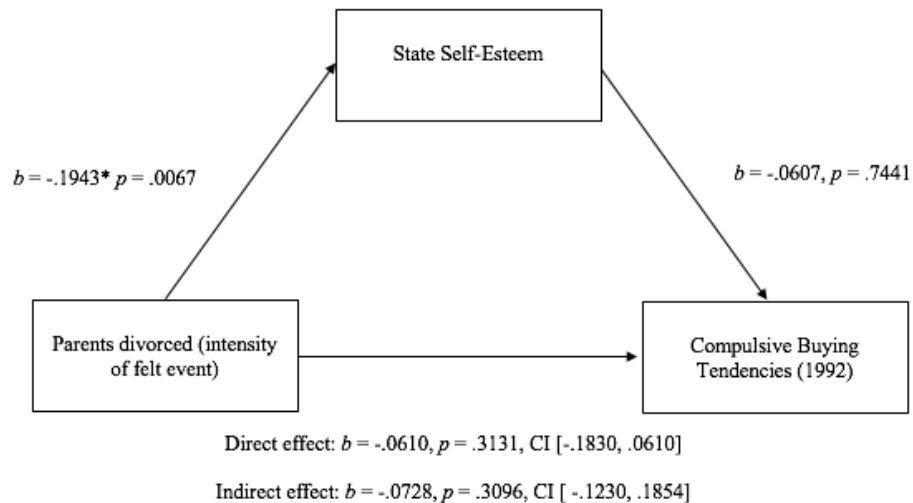 State Self-Esteem
b = -.1943* p = .0067
b = -.0607, p = .7441
Parents divorced (intensity
of felt event)
Compulsive Buying
Tendencies (1992)
Direct effect: b = -.0610, p = .3131, CI [-.1830, .0610]
Indirect effect: b = -.0728, p = .3096, CI [ -.1230, .1854]